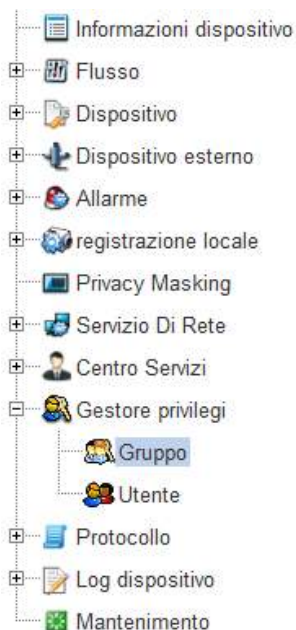 Informazioni dispositivo
Flusso
Dispositivo
Dispositivo esterno
Allarme
registrazione locale
Privacy Masking
Servizio Di Rete
Centro Servizi
Gestore privilegi
Gruppo
Utente
Protocollo
Log dispositivo
Mantenimento